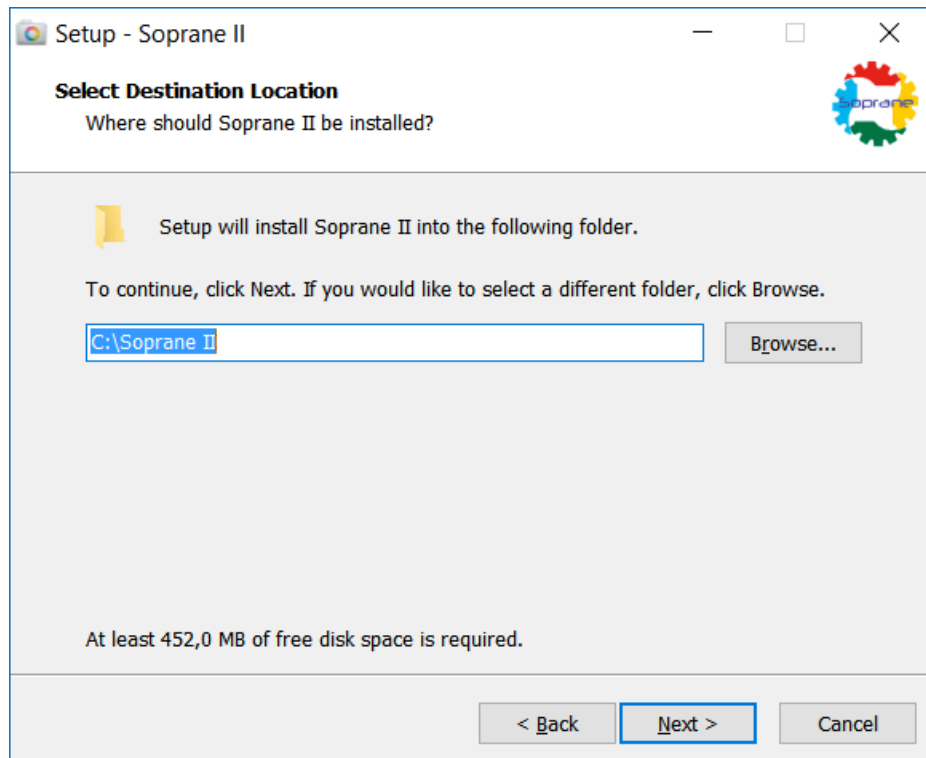 Setup - Soprane II
Select Destination Location
Where should Soprane II be installed?
Soprane
Setup will install Soprane II into the following folder.
To continue, click Next. If you would like to select a different folder, click Browse.
C:\Soprane II
Browse...
At least 452,0 MB of free disk space is required.
< Back
Next >
Cancel